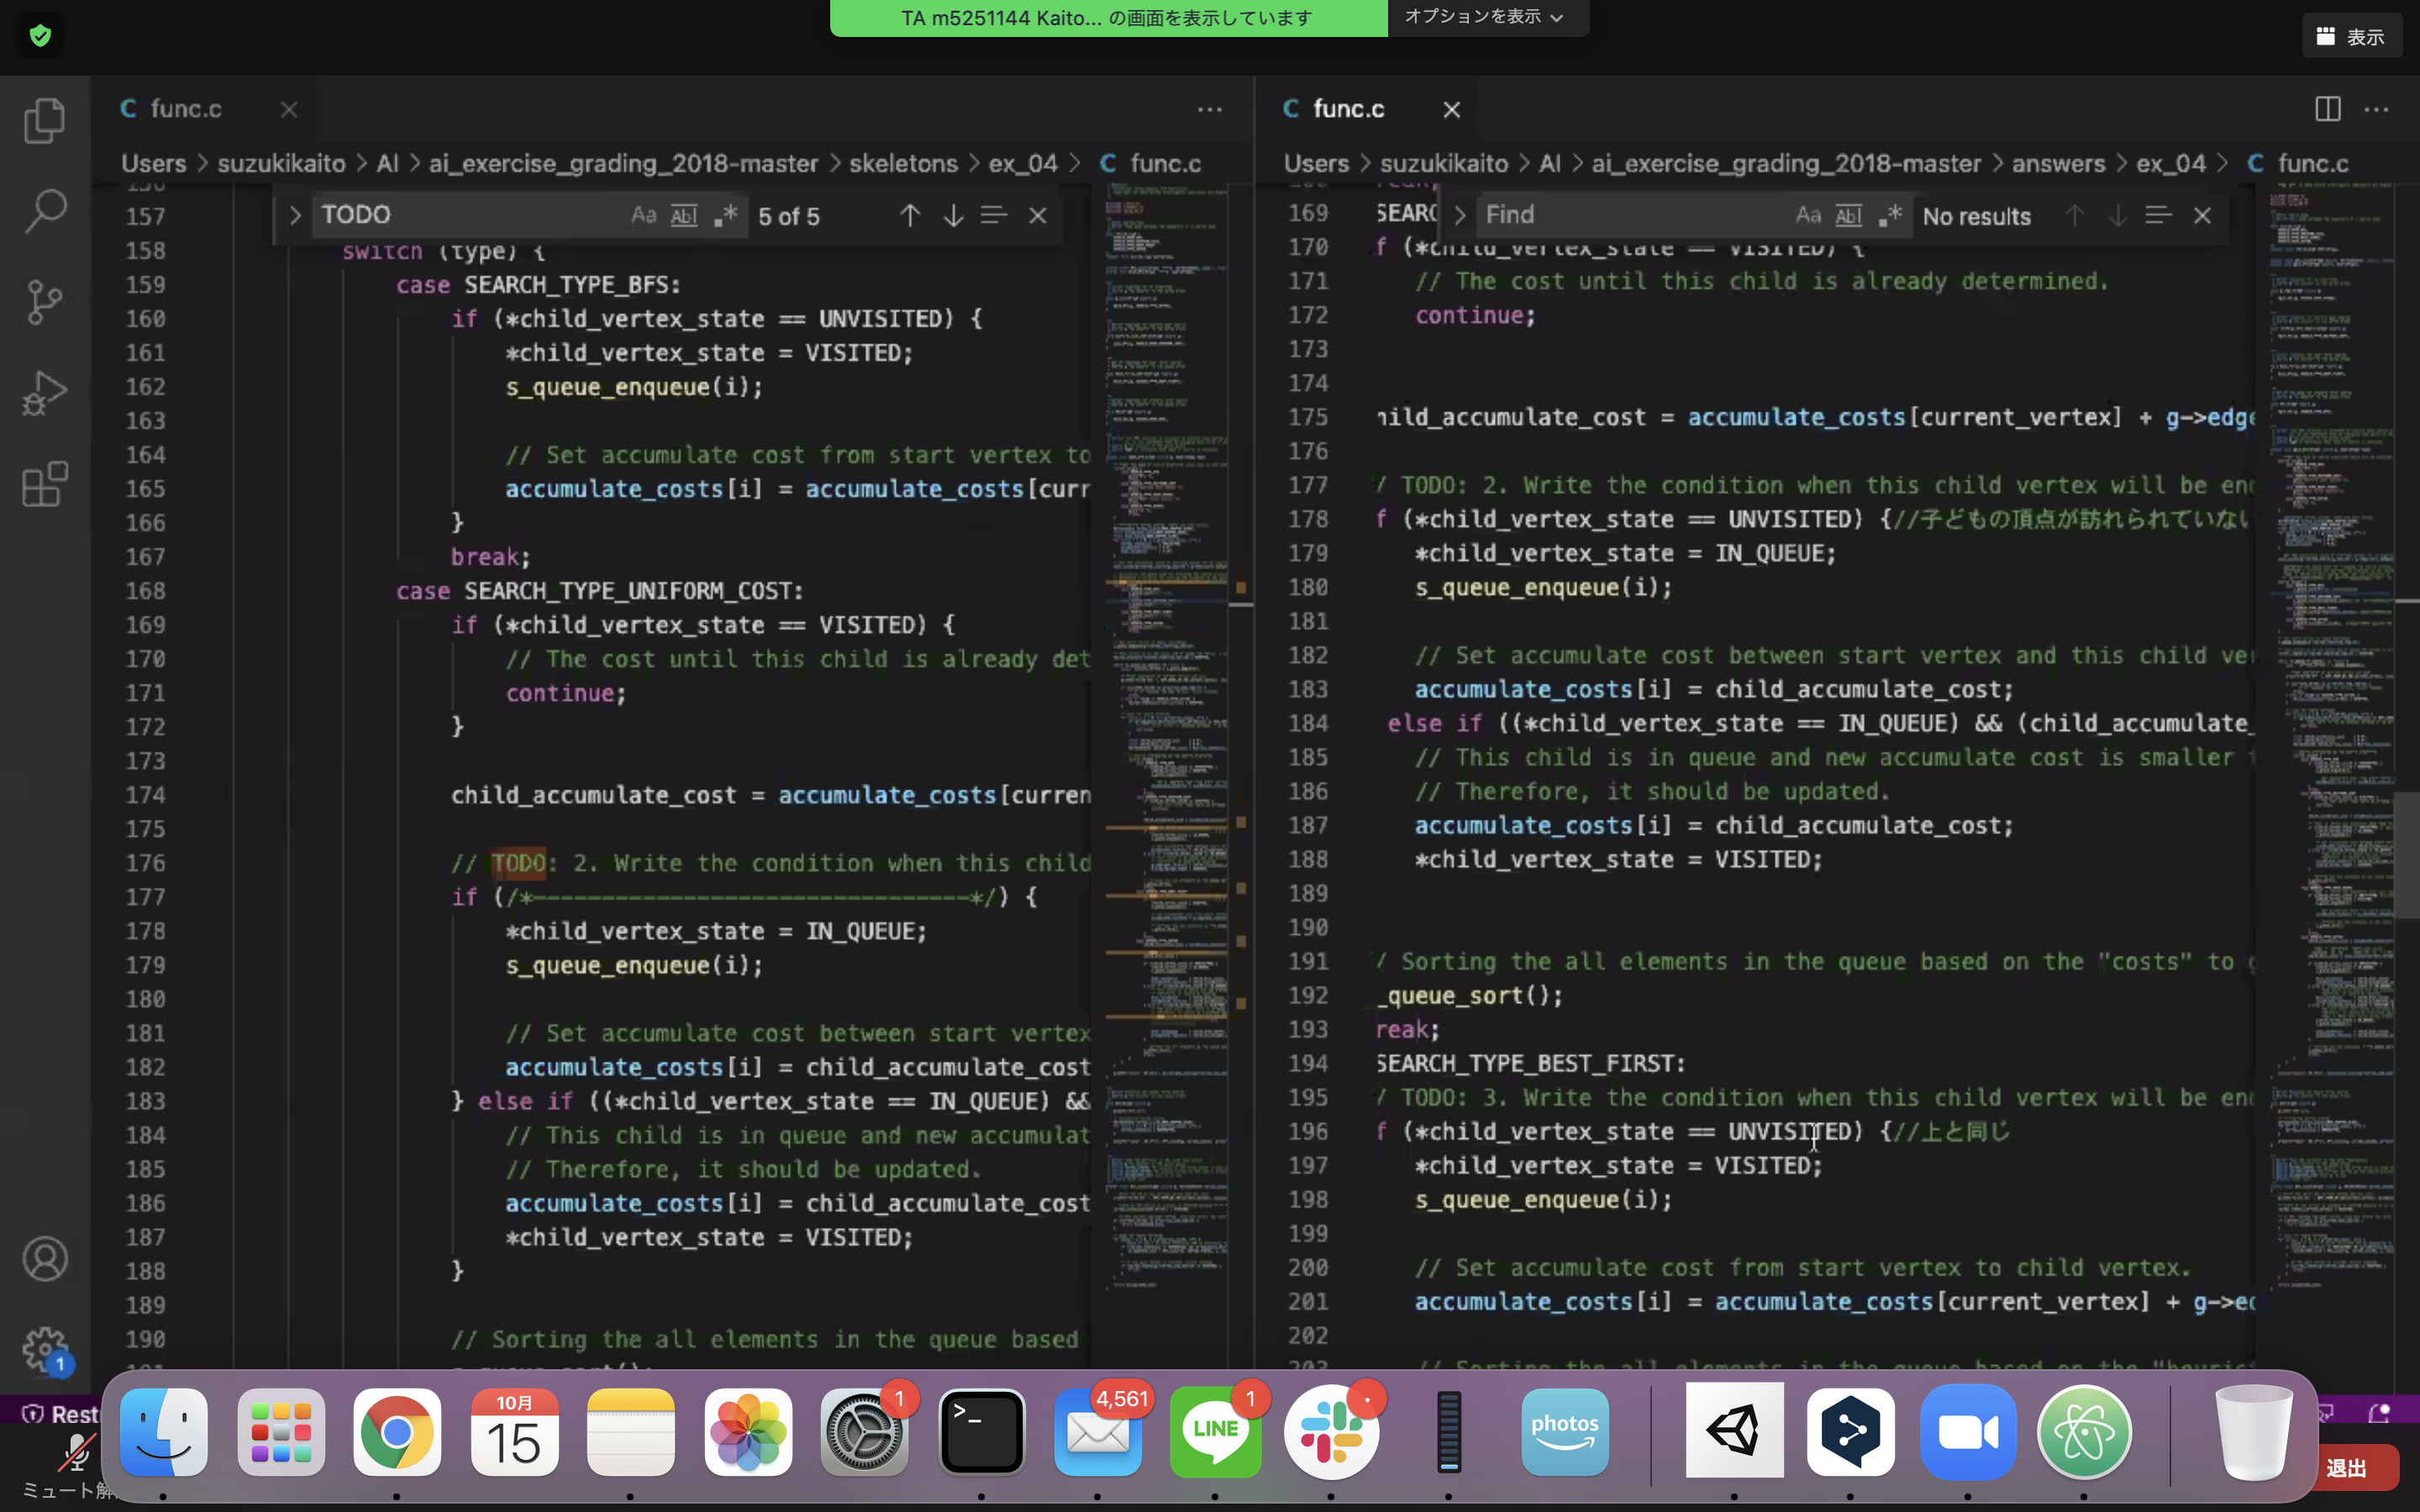 TA m5251144 Kaito... の画面を表示しています
オプションを表示
表示
C func.c
Users > suzukikaito > AI > ai_exercise_grading_2018-master > skeletons > ex_04 > C func.c
TODO
Aa Abl .* 5 of 5
157
158 switch (type) {
159 case SEARCH_TYPE_BFS:
160 if (*child_vertex_state == UNVISITED) {
161 *child_vertex_state = VISITED;
162 s_queue_enqueue(i);
163
164 // Set accumulate cost from start vertex to
165 accumulate_costs[i] = accumulate_costs[curr
166 }
167 break;
168 case SEARCH_TYPE_UNIFORM_COST:
169 if (*child_vertex_state == VISITED) {
170 // The cost until this child is already det
171 continue;
172 }
173
174 child_accumulate_cost = accumulate_costs[curren
175
176 // TODO: 2. Write the condition when this child
177 if (/*————————————————*/) {
178 *child_vertex_state = IN_QUEUE;
179 s_queue_enqueue(i);
180
181 // Set accumulate cost between start vertex
182 accumulate_costs[i] = child_accumulate_cost
183 } else if ((*child_vertex_state == IN_QUEUE) &&
184 // This child is in queue and new accumulat
185 // Therefore, it should be updated.
186 accumulate_costs[i] = child_accumulate_cost
187 *child_vertex_state = VISITED;
188 }
189
190 // Sorting the all elements in the queue based
C func.c
Users > suzukikaito > AI > ai_exercise_grading_2018-master > answers > ex_04 > C func.c
Find
Aa Abl .* No results
169 SEARC
170 f (*child_vertex_state == VISITED) {
171 // The cost until this child is already determined.
172 continue;
173
174
175 hild_accumulate_cost = accumulate_costs[current_vertex] + g->edge
176
177 / TODO: 2. Write the condition when this child vertex will be en
178 f (*child_vertex_state == UNVISITED) {//子どもの頂点が訪れられていない
179 *child_vertex_state = IN_QUEUE;
180 s_queue_enqueue(i);
181
182 // Set accumulate cost between start vertex and this child ve
183 accumulate_costs[i] = child_accumulate_cost;
184 else if ((*child_vertex_state == IN_QUEUE) && (child_accumulate_
185 // This child is in queue and new accumulate cost is smaller
186 // Therefore, it should be updated.
187 accumulate_costs[i] = child_accumulate_cost;
188 *child_vertex_state = VISITED;
189
190
191 / Sorting the all elements in the queue based on the "costs" to
192 _queue_sort();
193 reak;
194 SEARCH_TYPE_BEST_FIRST:
195 / TODO: 3. Write the condition when this child vertex will be en
196 f (*child_vertex_state == UNVISITED) {//上と同じ
197 *child_vertex_state = VISITED;
198 s_queue_enqueue(i);
199
200 // Set accumulate cost from start vertex to child vertex.
201 accumulate_costs[i] = accumulate_costs[current_vertex] + g->ed
202
1
Rest
ミュート解
10月
15
1
>_
4,561
LINE
1
photos
退出